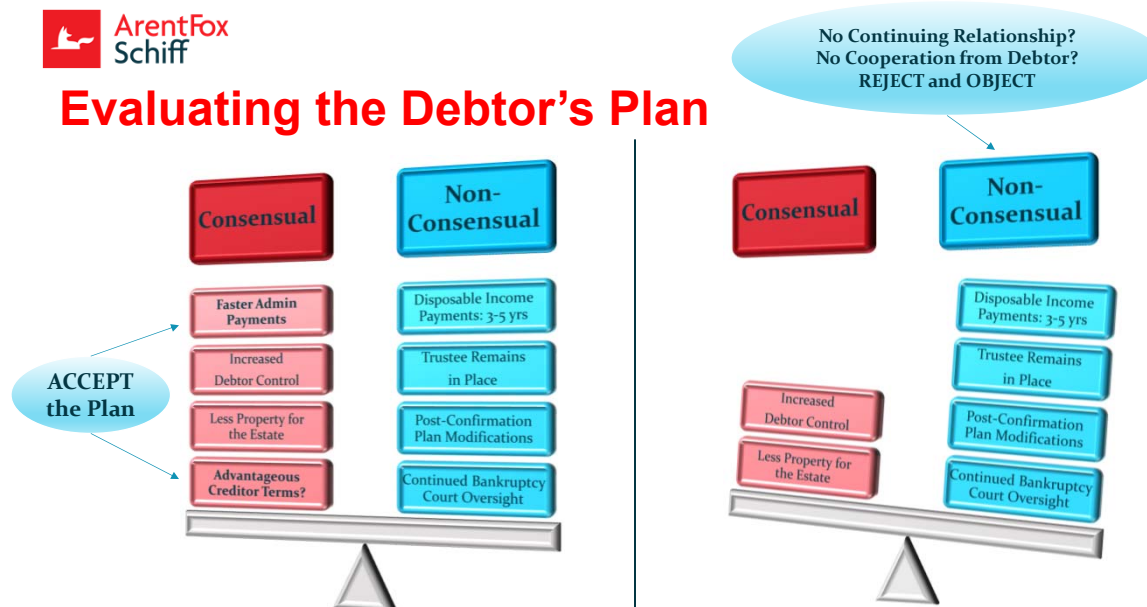 ArentFox
Schiff
Evaluating the Debtor’s Plan
No Continuing Relationship?
No Cooperation from Debtor?
REJECT and OBJECT
ACCEPT
the Plan
Consensual
Faster Admin
Payments
Increased
Debtor Control
Less Property for
the Estate
Advantageous
Creditor Terms?
Non-
Consensual
Disposable Income
Payments: 3-5 yrs
Trustee Remains
in Place
Post-Confirmation
Plan Modifications
Continued Bankruptcy
Court Oversight
Consensual
Increased
Debtor Control
Less Property for
the Estate
Non-
Consensual
Disposable Income
Payments: 3-5 yrs
Trustee Remains
in Place
Post-Confirmation
Plan Modifications
Continued Bankruptcy
Court Oversight